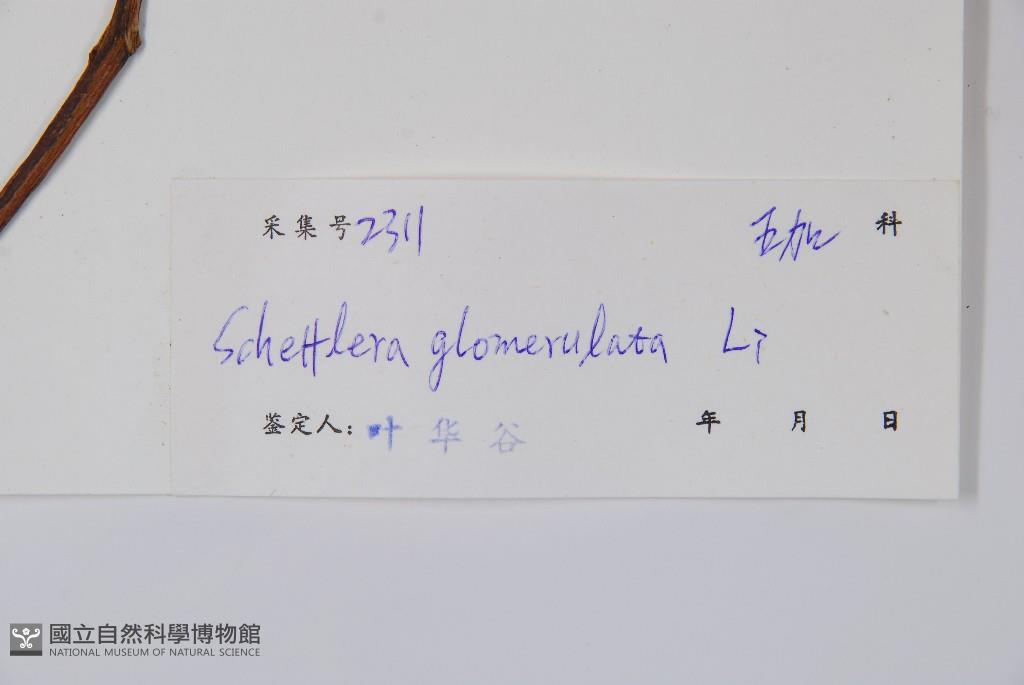 采集号 2311 五加 科
Schefflera glomerulata Li
鉴定人: 叶华谷 年 月 日
國立自然科學博物館
NATIONAL MUSEUM OF NATURAL SCIENCE